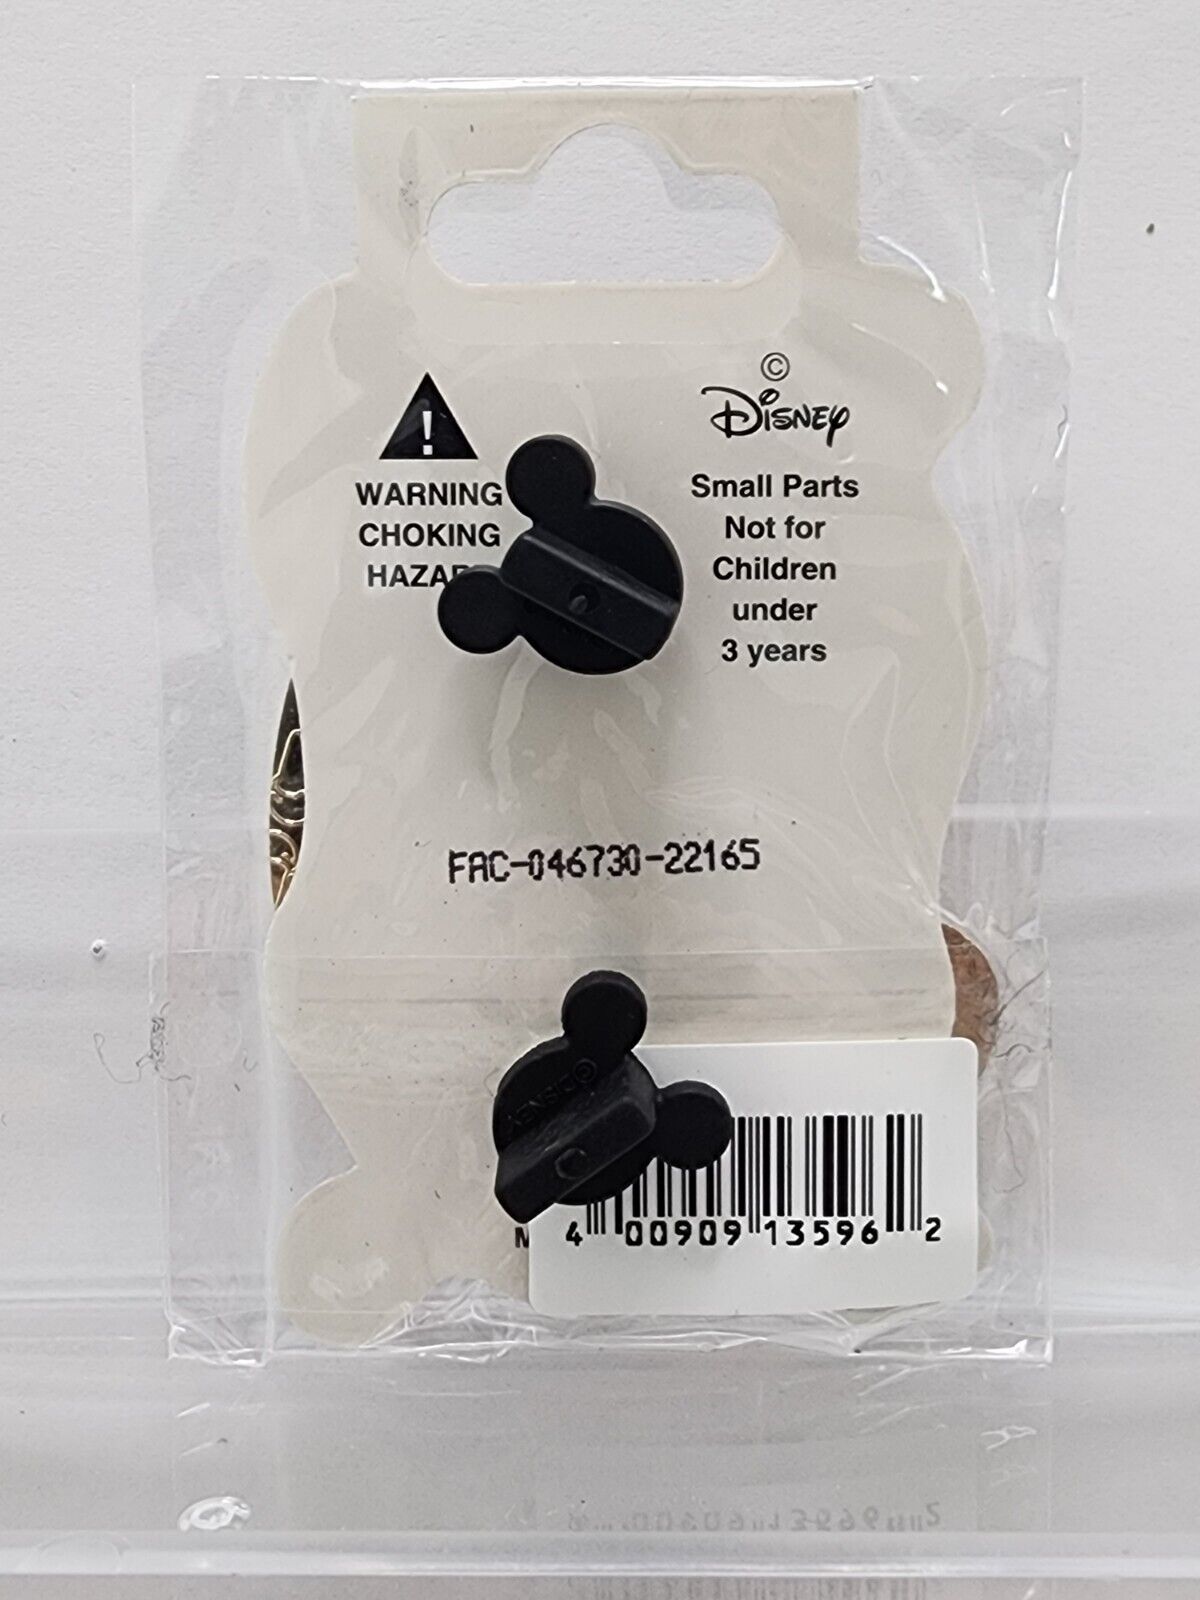 ©
Disney
!
WARNING
CHOKING
HAZAR
Small Parts
Not for
Children
under
3 years
FAC-046730-22165
©DISNEY
4 00909 13596 2